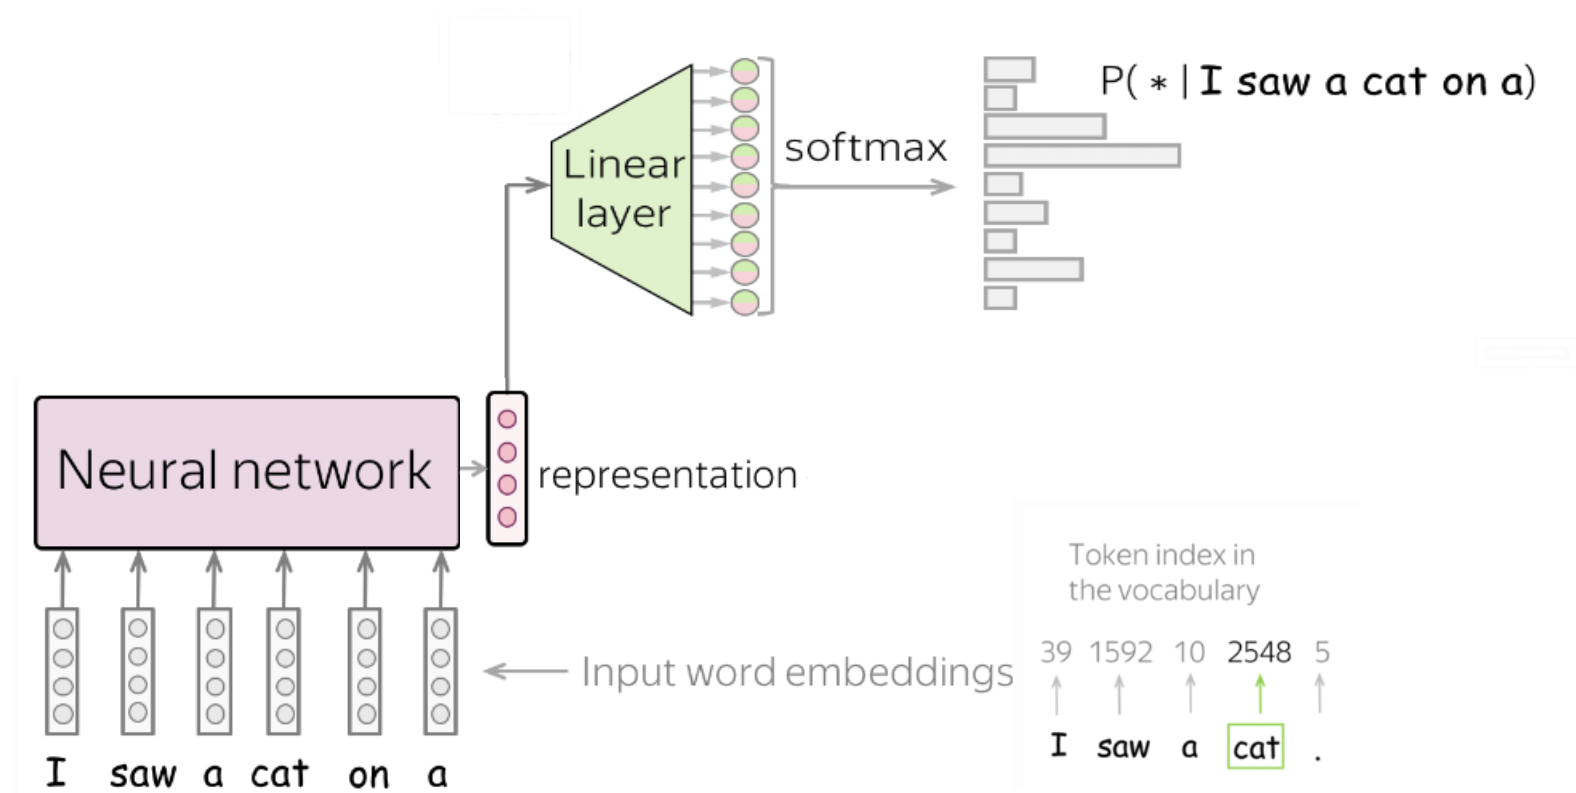 P( * | I saw a cat on a)
softmax
Linear
layer
Neural network
representation
Input word embeddings
I saw a cat on a
Token index in
the vocabulary
39 1592 10 2548 5
I saw a cat .